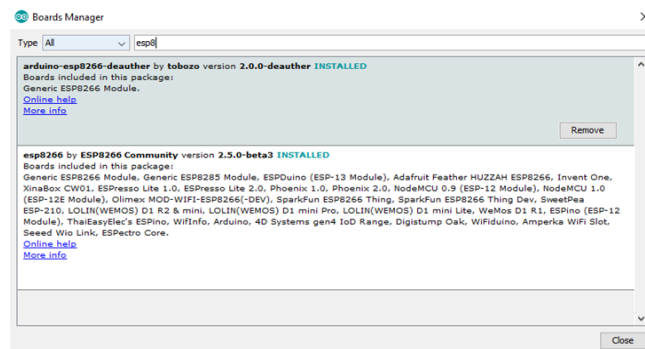 Boards Manager
Type All esp8
arduino-esp8266-deauther by tobozo version 2.0.0-deauther INSTALLED
Boards included in this package:
Generic ESP8266 Module.
Online help
More info
Remove
esp8266 by ESP8266 Community version 2.5.0-beta3 INSTALLED
Boards included in this package:
Generic ESP8266 Module, Generic ESP8285 Module, ESPDuino (ESP-13 Module), Adafruit Feather HUZZAH ESP8266, Invent One,
XinaBox CW01, ESPresso Lite 1.0, ESPresso Lite 2.0, Phoenix 1.0, Phoenix 2.0, NodeMCU 0.9 (ESP-12 Module), NodeMCU 1.0
(ESP-12E Module), Olimex MOD-WIFI-ESP8266(-DEV), SparkFun ESP8266 Thing, SparkFun ESP8266 Thing Dev, SweetPea
ESP-210, LOLIN(WEMOS) D1 R2 & mini, LOLIN(WEMOS) D1 mini Pro, LOLIN(WEMOS) D1 mini Lite, WeMos D1 R1, ESPino (ESP-12
Module), ThaiEasyElec's ESPino, WifInfo, Arduino, 4D Systems gen4 IoD Range, Digistump Oak, WiFiduino, Amperka WiFi Slot,
Seeed Wio Link, ESPectro Core.
Online help
More info
Close